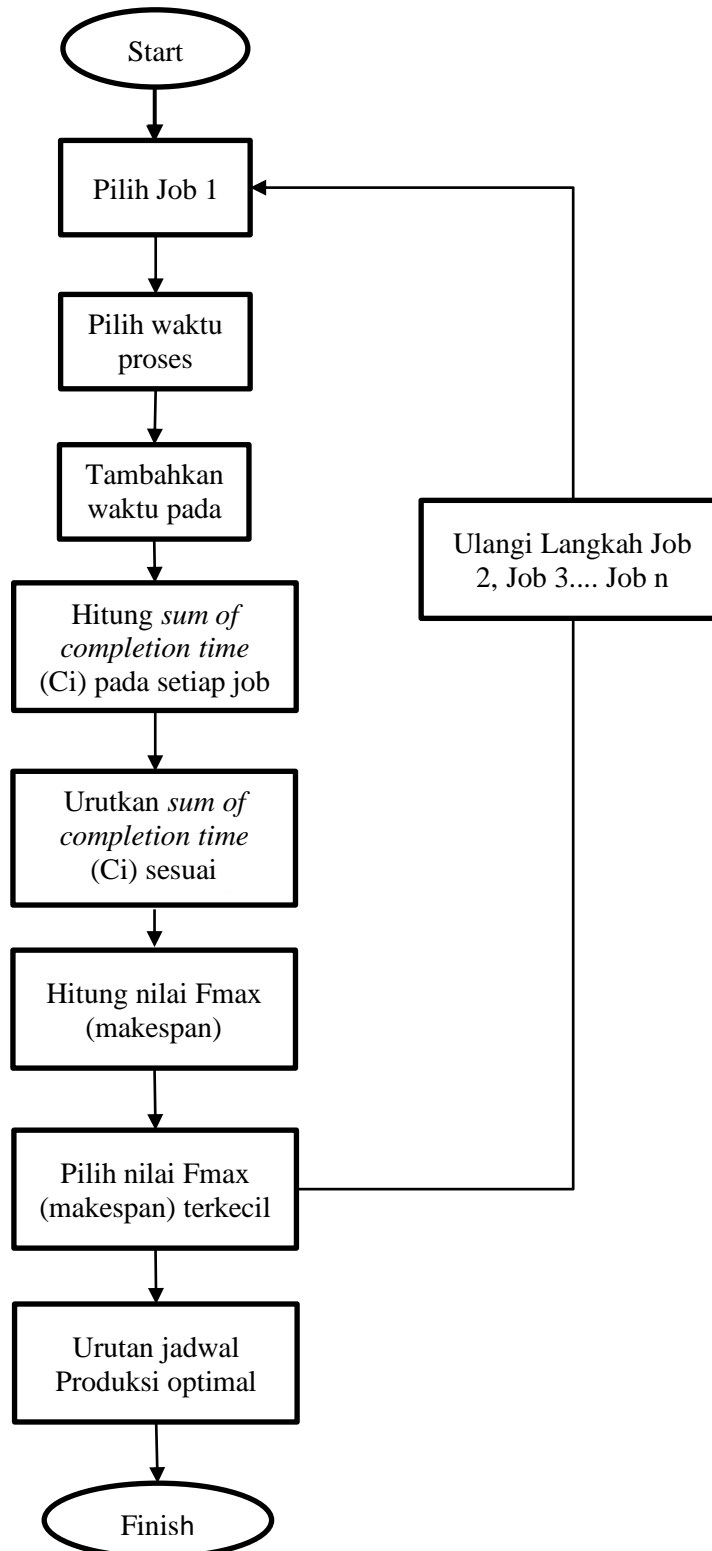 Start
Pilih Job 1
Pilih waktu
proses
Tambahkan
waktu pada
Ulangi Langkah Job
2, Job 3.... Job n
Hitung sum of
completion time
(Ci) pada setiap job
Urutkan sum of
completion time
(Ci) sesuai
Hitung nilai Fmax
(makespan)
Pilih nilai Fmax
(makespan) terkecil
Urutan jadwal
Produksi optimal
Finish